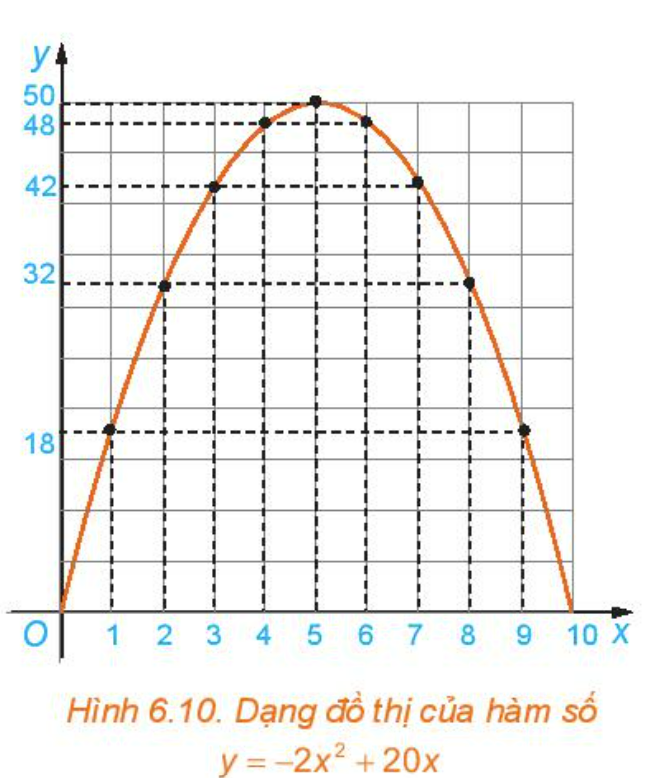 y
50
48
42
32
18
O 1 2 3 4 5 6 7 8 9 10 x
Hình 6.10. Dạng đồ thị của hàm số
y = −2x² + 20x